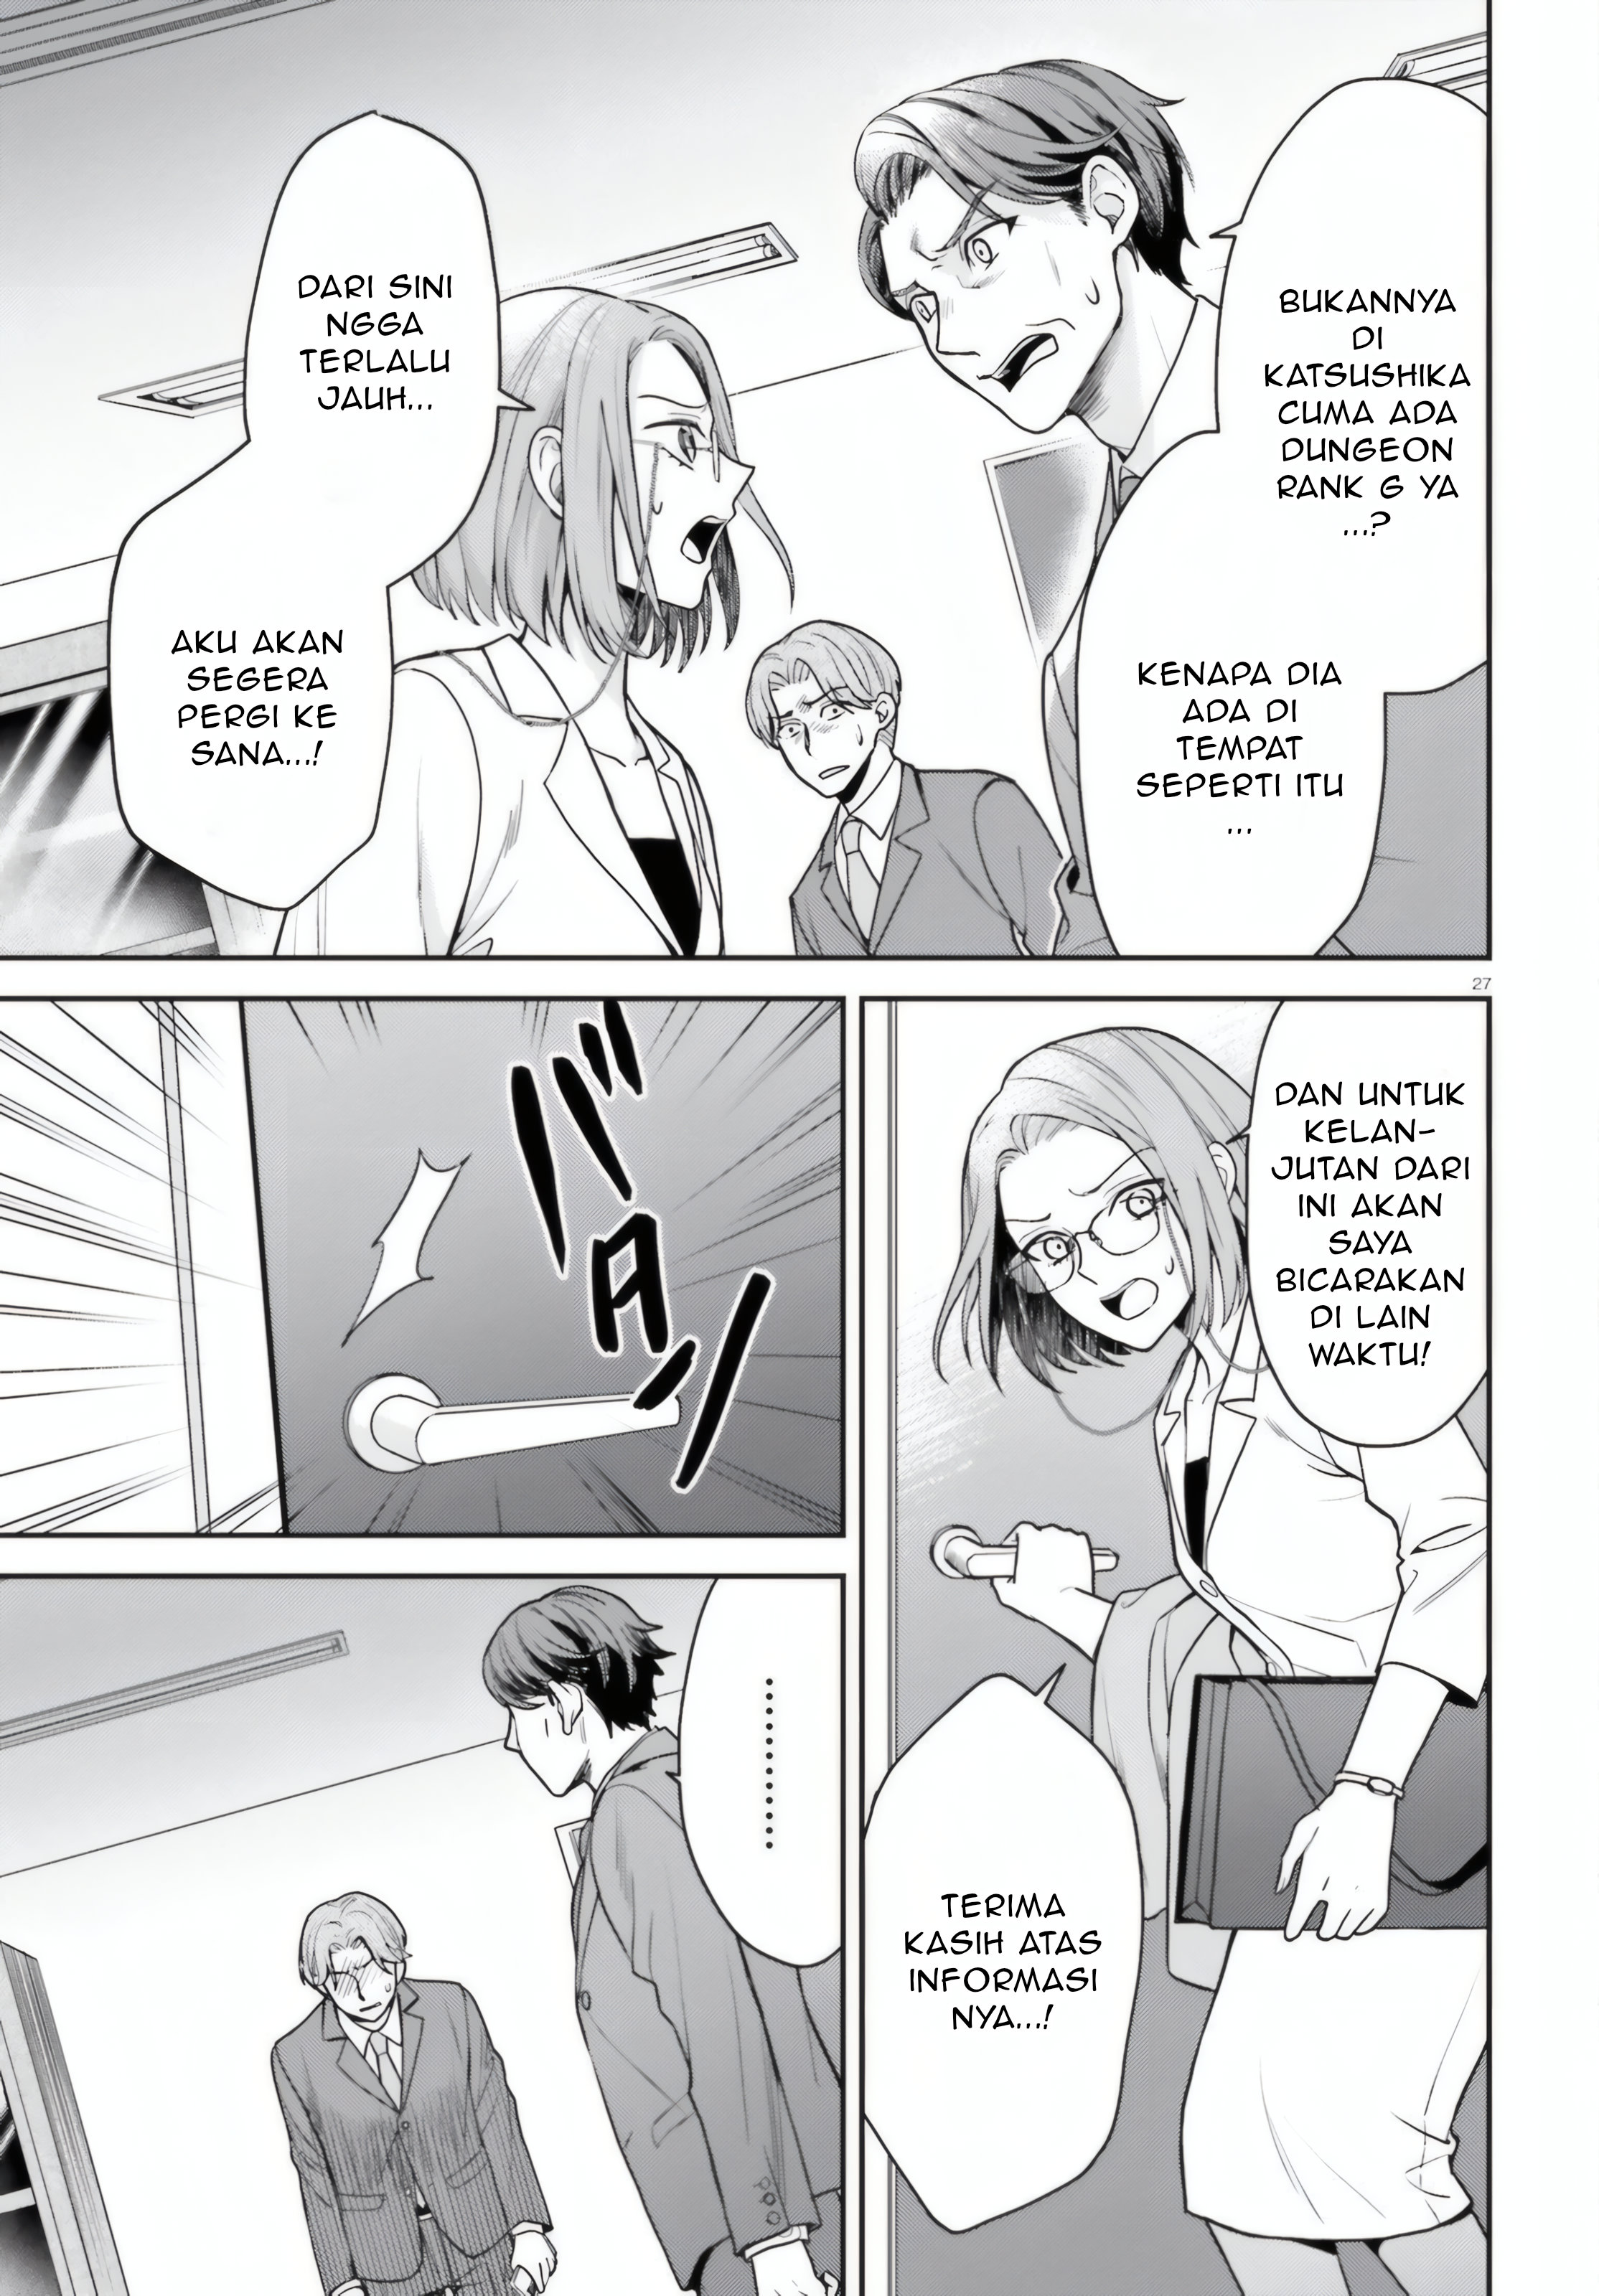 BUKANNYA
DI
KATSUSHIKA
CUMA ADA
DUNGEON
RANK G YA
...?
KENAPA DIA
ADA DI
TEMPAT
SEPERTI ITU
...
DARI SINI
NGGA
TERLALU
JAUH...
AKU AKAN
SEGERA
PERGI KE
SANA...!
27
DAN UNTUK
KELAN-
JUTAN DARI
INI AKAN
SAYA
BICARAKAN
DI LAIN
WAKTU!
TERIMA
KASIH ATAS
INFORMASI
NYA...!
バタン
..........